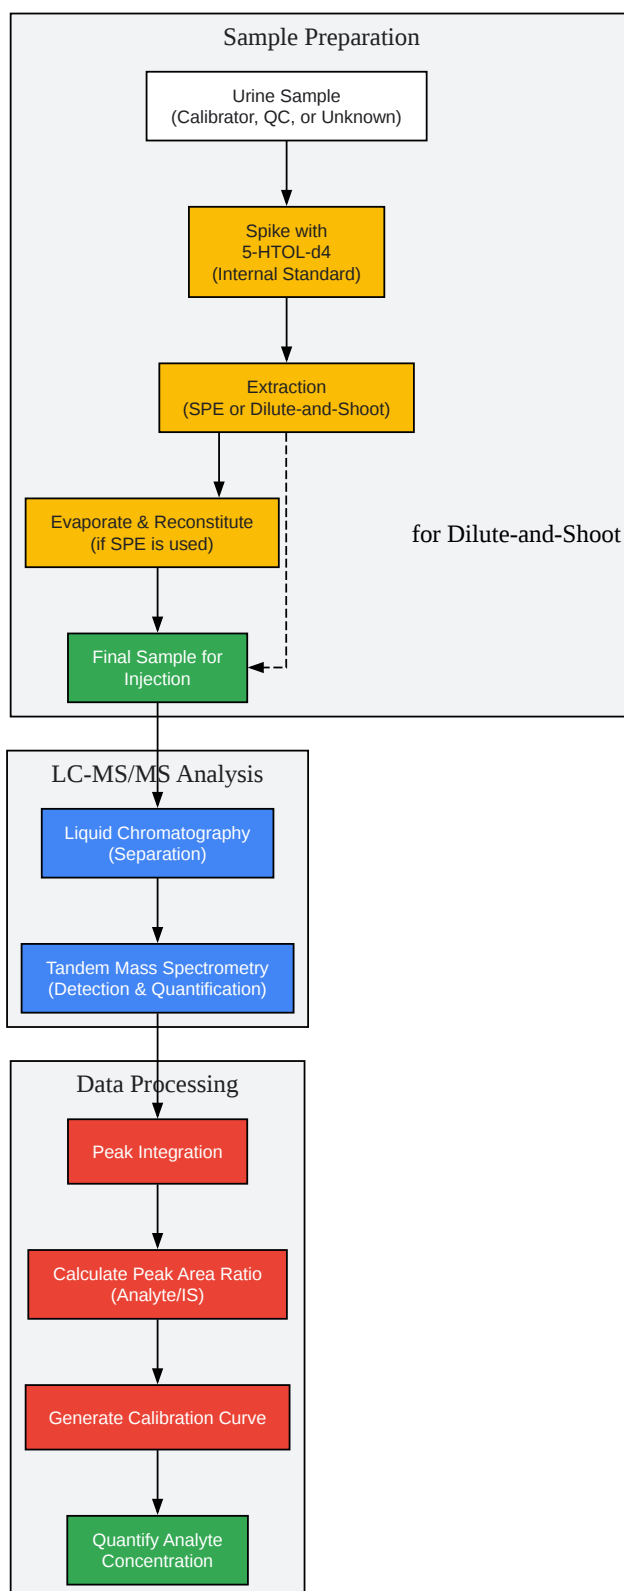 Sample Preparation
Urine Sample
(Calibrator, QC, or Unknown)
Spike with
5-HTOL-d4
(Internal Standard)
Extraction
(SPE or Dilute-and-Shoot)
Evaporate & Reconstitute
(if SPE is used)
for Dilute-and-Shoot
Final Sample for
Injection
LC-MS/MS Analysis
Liquid Chromatography
(Separation)
Tandem Mass Spectrometry
(Detection & Quantification)
Data Processing
Peak Integration
Calculate Peak Area Ratio
(Analyte/IS)
Generate Calibration Curve
Quantify Analyte
Concentration